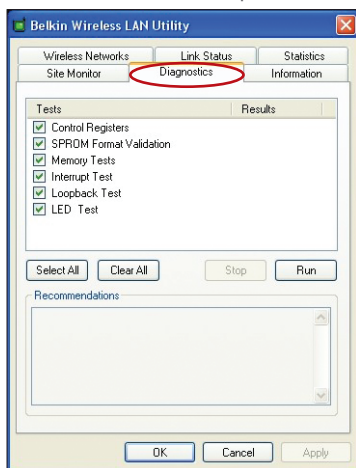 Belkin Wireless LAN Utility
Wireless Networks Link Status Statistics
Site Monitor Diagnostics Information
Tests Results
Control Registers
SPROM Format Validation
Memory Tests
Interrupt Test
Loopback Test
LED Test
Select All Clear All Stop Run
Recommendations
OK Cancel Apply